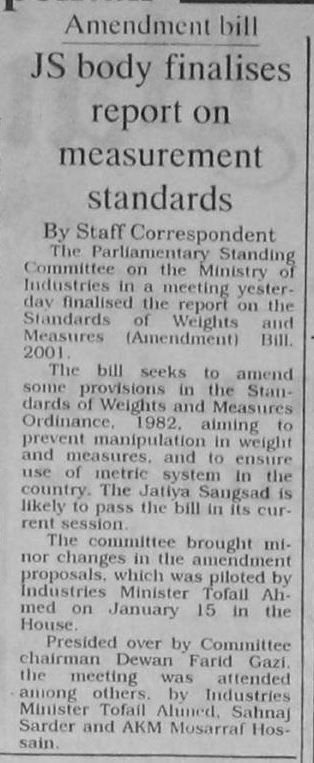 Amendment bill
JS body finalises
report on
measurement
standards
By Staff Correspondent
The Parliamentary Standing
Committee on the Ministry of
Industries in a meeting yester-
day finalised the report on the
Standards of Weights and
Measures (Amendment) Bill,
2001.
The bill seeks to amend
some provisions in the Stan-
dards of Weights and Measures
Ordinance, 1982, aiming to
prevent manipulation in weight
and measures, and to ensure
use of metric system in the
country. The Jatiya Sangsad is
likely to pass the bill in its cur-
rent session.
The committee brought mi-
nor changes in the amendment
proposals, which was piloted by
Industries Minister Tofail Ah-
med on January 15 in the
House.
Presided over by Committee
chairman Dewan Farid Gazi,
the meeting was attended
among others, by Industries
Minister Tofail Ahmed, Sahnaj
Sarder and AKM Mosarraf Hos-
sain.